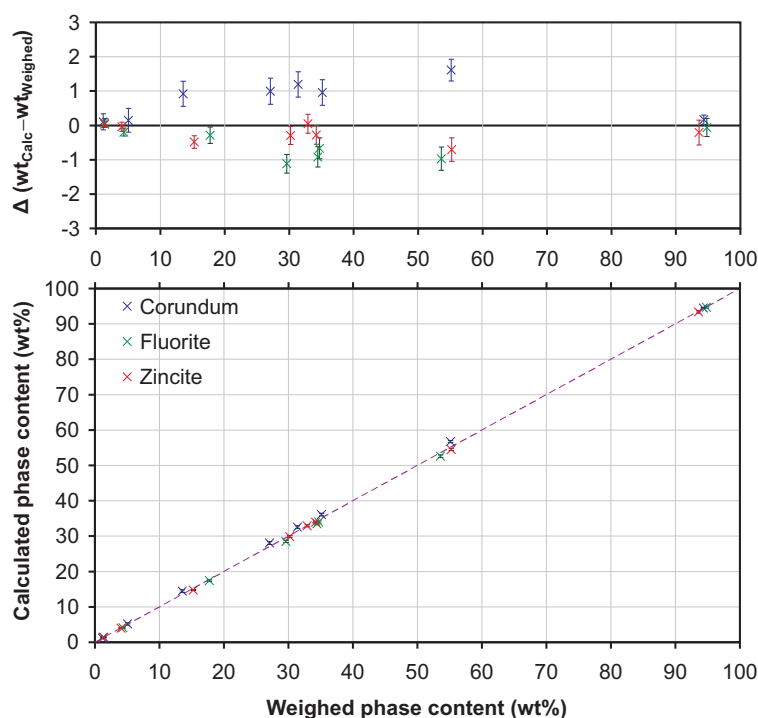 Δ (wtCalc−wtWeighed)
3
2
1
0
-1
-2
-3
0 10 20 30 40 50 60 70 80 90 100
Calculated phase content (wt%)
100
90
80
70
60
50
40
30
20
10
0
Corundum
Fluorite
Zincite
0 10 20 30 40 50 60 70 80 90 100
Weighed phase content (wt%)